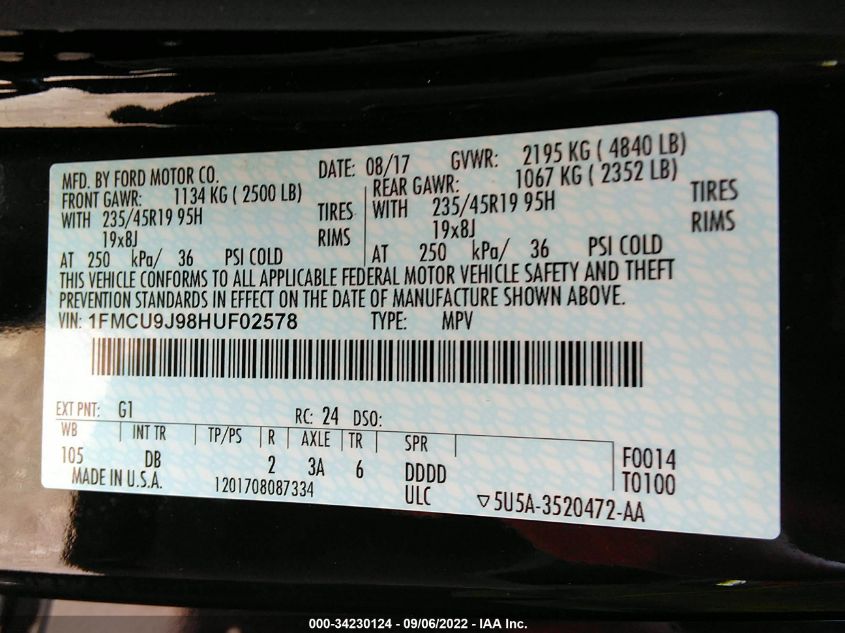 MFD. BY FORD MOTOR CO. DATE: 08/17 GVWR: 2195 KG ( 4840 LB)
FRONT GAWR: 1134 KG ( 2500 LB) REAR GAWR: 1067 KG ( 2352 LB)
WITH 235/45R19 95H TIRES WITH 235/45R19 95H TIRES
19x8J RIMS 19x8J RIMS
AT 250 kPa/ 36 PSI COLD AT 250 kPa/ 36 PSI COLD
THIS VEHICLE CONFORMS TO ALL APPLICABLE FEDERAL MOTOR VEHICLE SAFETY AND THEFT
PREVENTION STANDARDS IN EFFECT ON THE DATE OF MANUFACTURE SHOWN ABOVE.
VIN: 1FMCU9J98HUF02578 TYPE: MPV
EXT PNT: G1 RC: 24 DSO:
WB INT TR TP/PS R AXLE TR SPR
105 DB 2 3A 6 DDDD F0014
MADE IN U.S.A. 1201708087334 ULC T0100
▽5U5A-3520472-AA
000-34230124 - 09/06/2022 - IAA Inc.